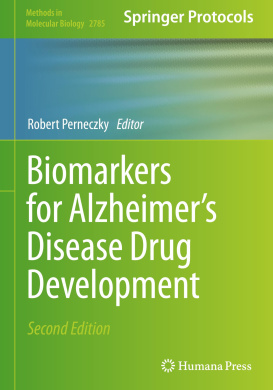 Methods in
Molecular Biology 2785
Springer Protocols
Robert Perneczky Editor
Biomarkers
for Alzheimer's
Disease Drug
Development
Second Edition
Humana Press